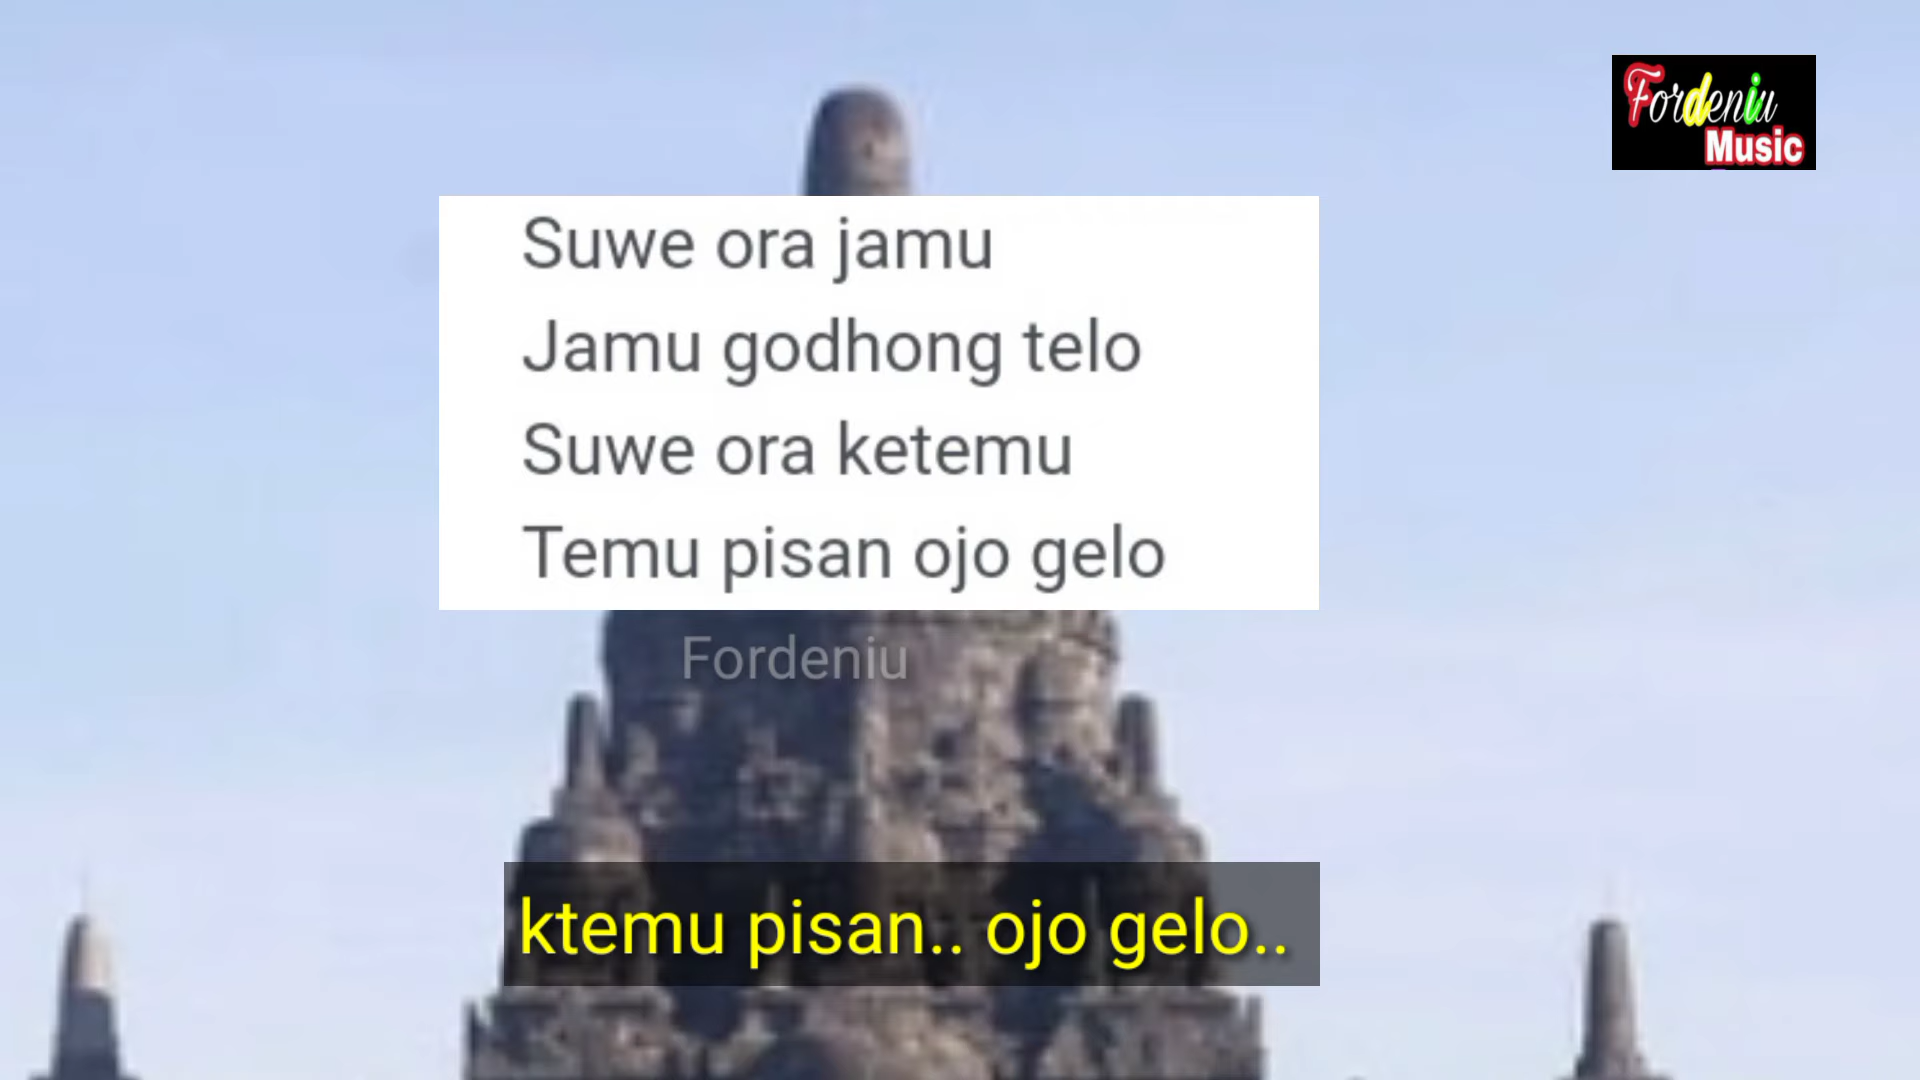 Fordeniu
Music
Suwe ora jamu
Jamu godhong telo
Suwe ora ketemu
Temu pisan ojo gelo
Fordeniu
ktemu pisan.. ojo gelo..